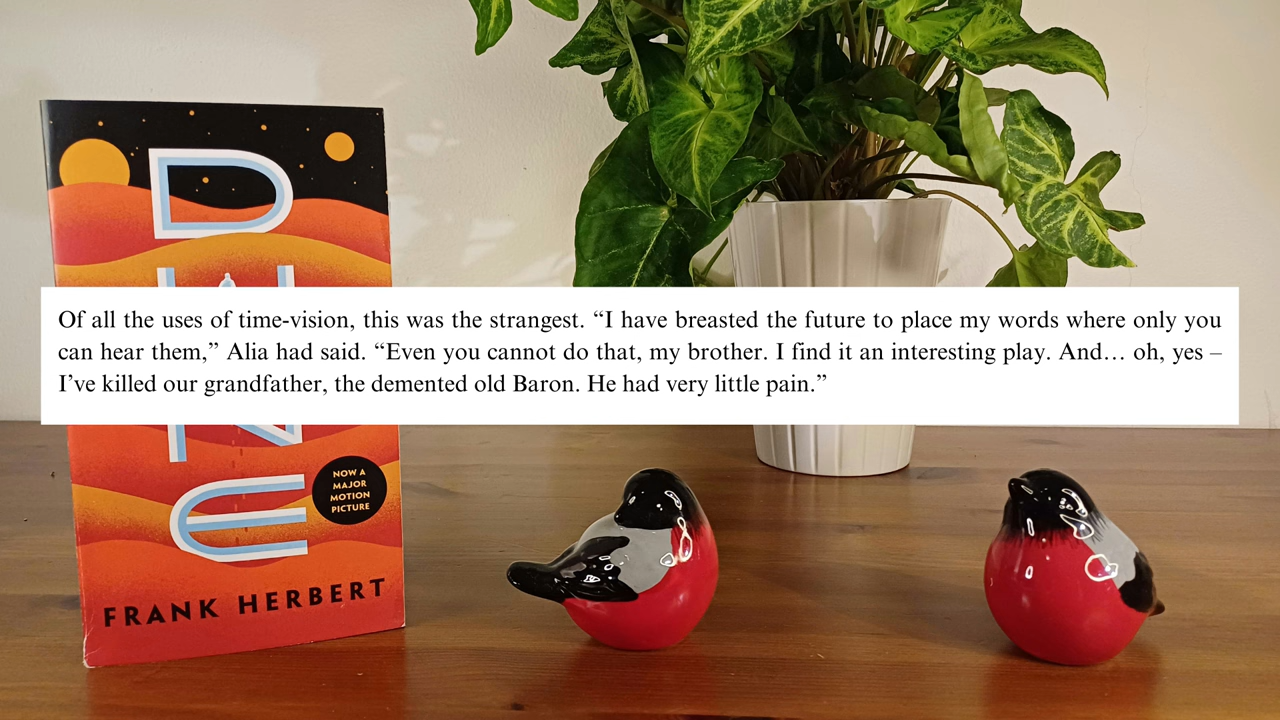 DUNE
Of all the uses of time-vision, this was the strangest. “I have breasted the future to place my words where only you
can hear them,” Alia had said. “Even you cannot do that, my brother. I find it an interesting play. And… oh, yes –
I’ve killed our grandfather, the demented old Baron. He had very little pain.”
NOW A
MAJOR
MOTION
PICTURE
FRANK HERBERT